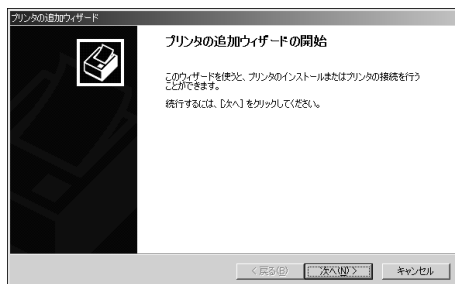 プリンタの追加ウィザード
プリンタの追加ウィザードの開始
このウィザードを使うと、プリンタのインストールまたはプリンタの接続を行う
ことができます。
続行するには、[次へ] をクリックしてください。
< 戻る(B)
次へ(N) >
キャンセル